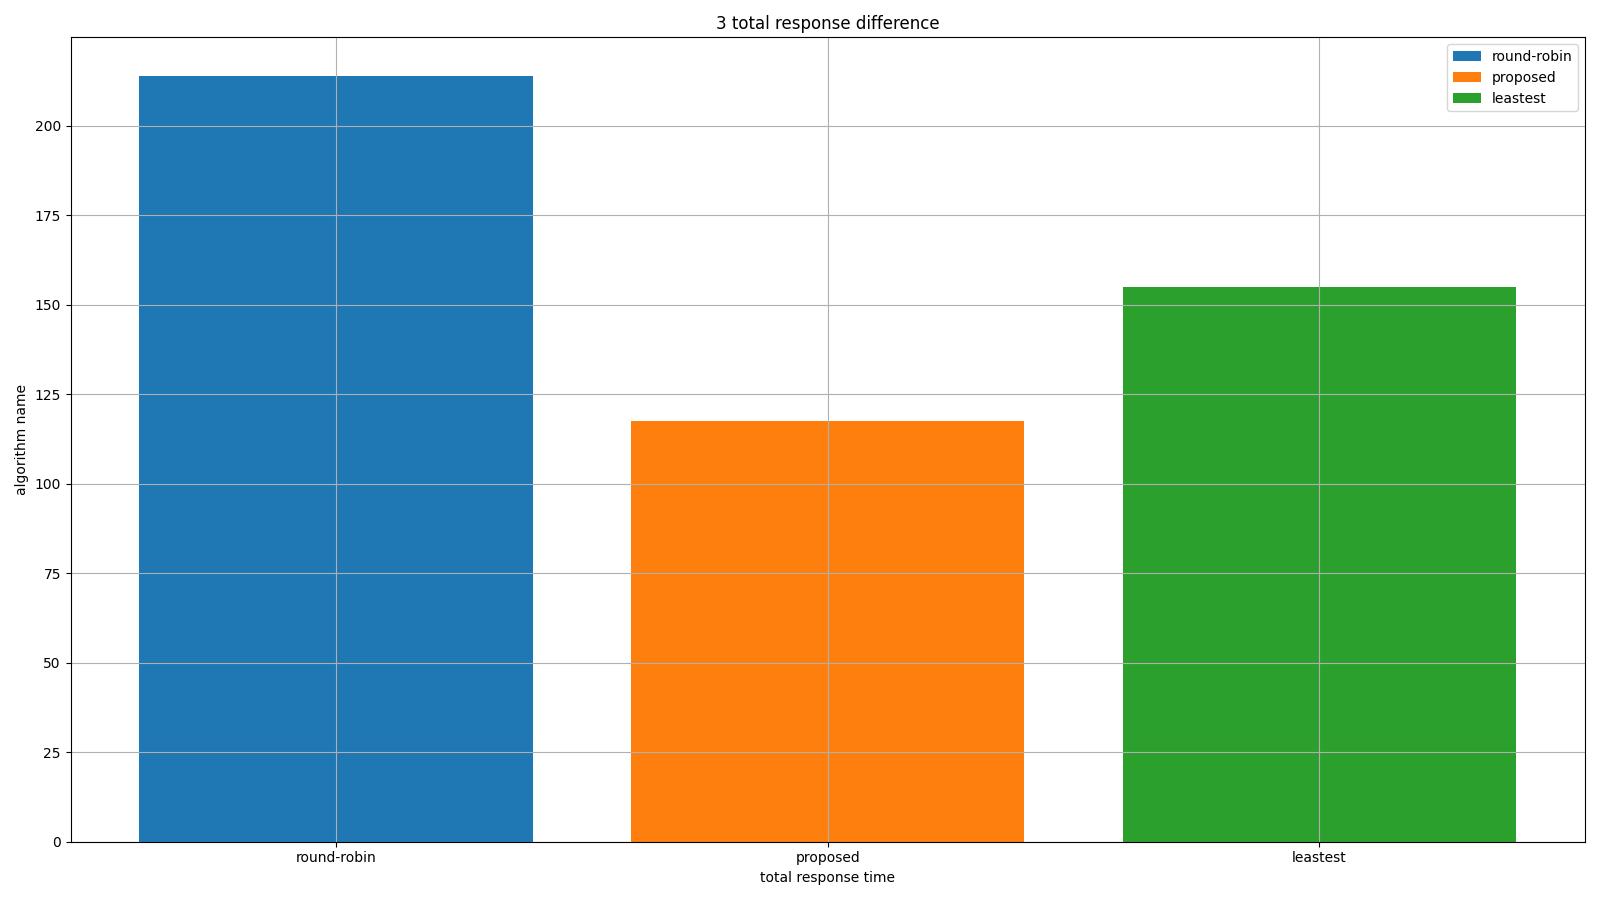 3 total response difference
round-robin
proposed
leastest
algorithm name
200
175
150
125
100
75
50
25
0
round-robin
proposed
leastest
total response time